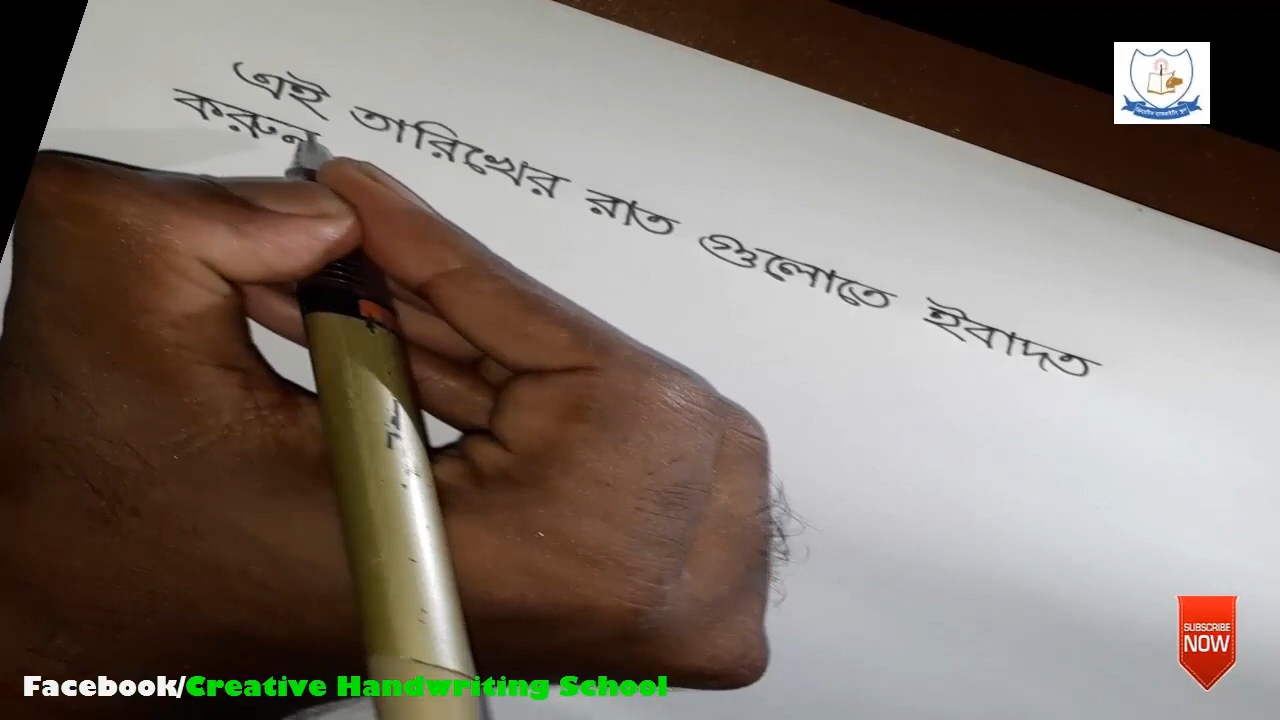 এই তারিখের রাত গুলোতে ইবাদত
করুন
SUBSCRIBE
NOW
Facebook/Creative Handwriting School